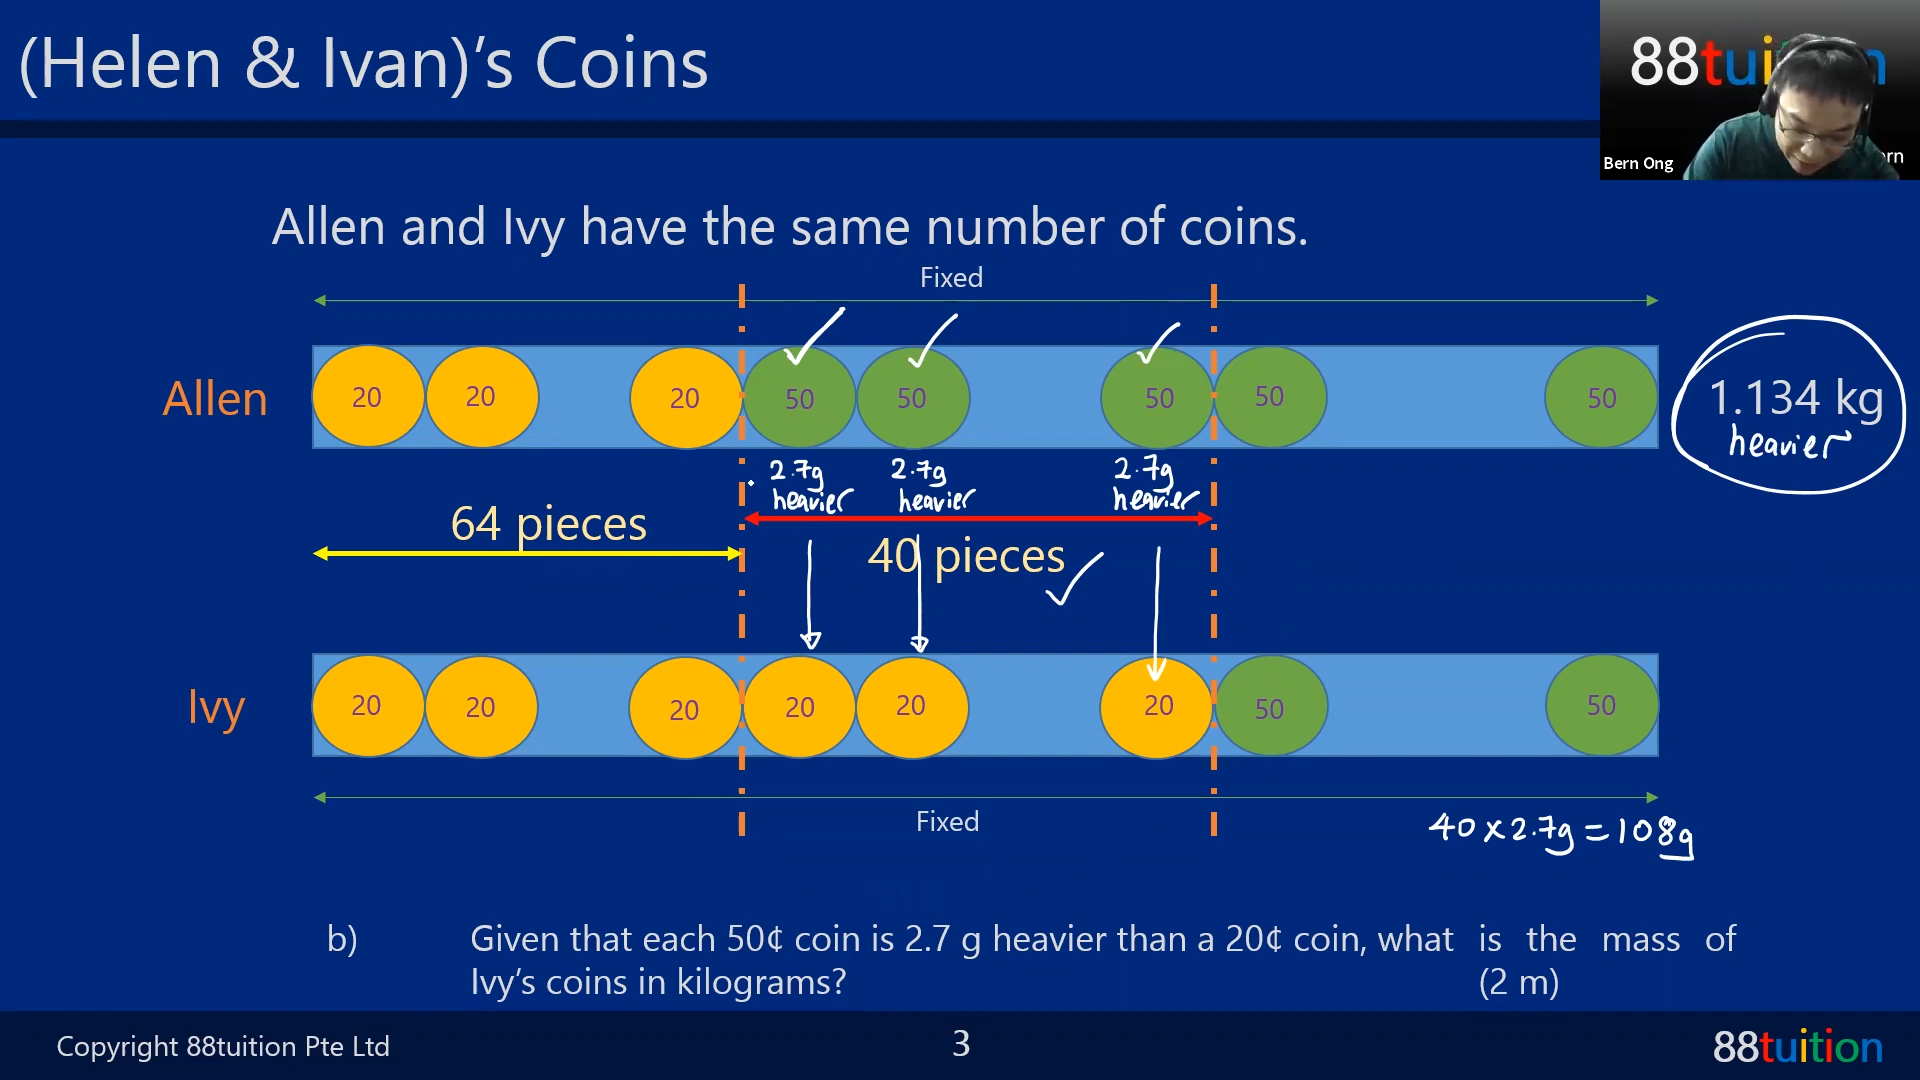 (Helen & Ivan)'s Coins
88tui n
rn
Bern Ong
Allen and Ivy have the same number of coins.
Fixed
Allen
20 20 20 50 50 50 50 50
1.134 kg
heavier
2.7g 2.7g 2.7g
heavier heavier heavier
64 pieces
40 pieces
Ivy
20 20 20 20 20 20 50 50
Fixed
40 x 2.7g = 108g
b) Given that each 50¢ coin is 2.7 g heavier than a 20¢ coin, what is the mass of
Ivy's coins in kilograms? (2 m)
Copyright 88tuition Pte Ltd
3
88tuition